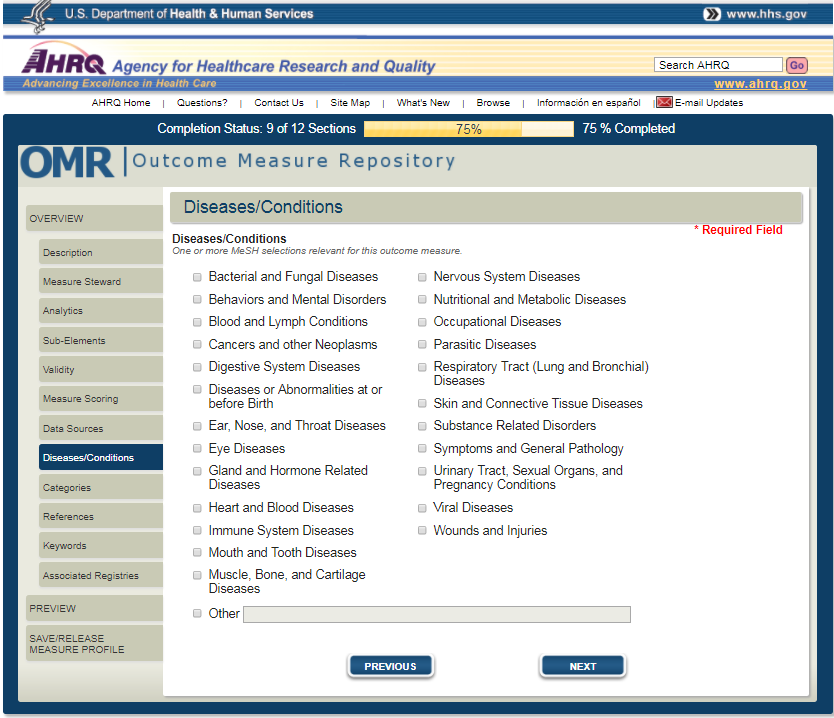 U.S. Department of Health & Human Services
www.hhs.gov
AHRQ Agency for Healthcare Research and Quality
Search AHRQ Go
Advancing Excellence in Health Care
www.ahrq.gov
AHRQ Home | Questions? | Contact Us | Site Map | What's New | Browse | Información en español | E-mail Updates
Completion Status: 9 of 12 Sections 75% 75 % Completed
OMR | Outcome Measure Repository
OVERVIEW
Description
Measure Steward
Analytics
Sub-Elements
Validity
Measure Scoring
Data Sources
Diseases/Conditions
Categories
References
Keywords
Associated Registries
PREVIEW
SAVE/RELEASE
MEASURE PROFILE
Diseases/Conditions
* Required Field
Diseases/Conditions
One or more MeSH selections relevant for this outcome measure.
Bacterial and Fungal Diseases
Behaviors and Mental Disorders
Blood and Lymph Conditions
Cancers and other Neoplasms
Digestive System Diseases
Diseases or Abnormalities at or
before Birth
Ear, Nose, and Throat Diseases
Eye Diseases
Gland and Hormone Related
Diseases
Heart and Blood Diseases
Immune System Diseases
Mouth and Tooth Diseases
Muscle, Bone, and Cartilage
Diseases
Other
Nervous System Diseases
Nutritional and Metabolic Diseases
Occupational Diseases
Parasitic Diseases
Respiratory Tract (Lung and Bronchial)
Diseases
Skin and Connective Tissue Diseases
Substance Related Disorders
Symptoms and General Pathology
Urinary Tract, Sexual Organs, and
Pregnancy Conditions
Viral Diseases
Wounds and Injuries
PREVIOUS
NEXT